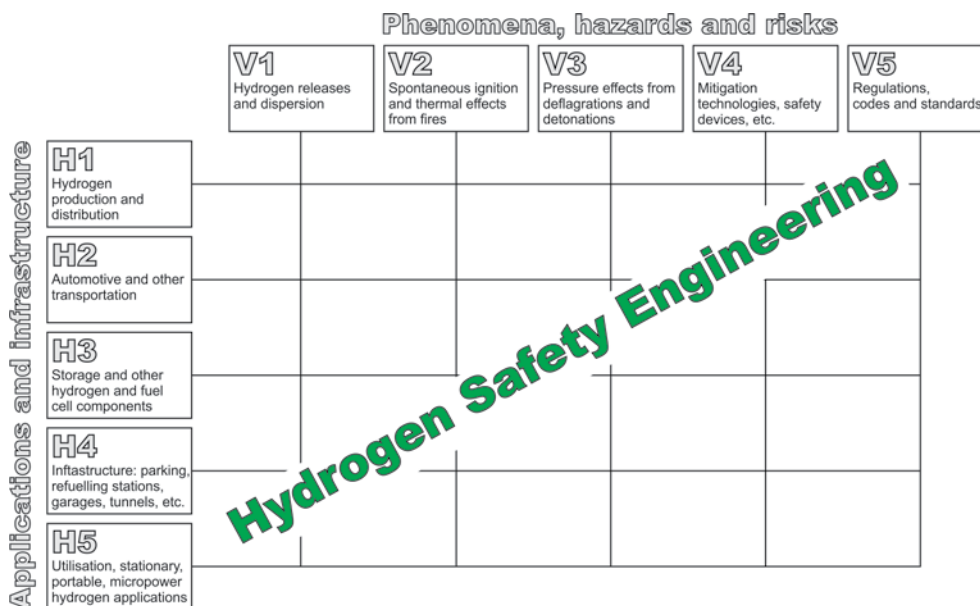 Phenomena, hazards and risks
V1
Hydrogen releases
and dispersion
V2
Spontaneous ignition
and thermal effects
from fires
V3
Pressure effects from
deflagrations and
detonations
V4
Mitigation
technologies, safety
devices, etc.
V5
Regulations,
codes and standards
Applications and infrastructure
H1
Hydrogen
production and
distribution
H2
Automotive and other
transportation
H3
Storage and other
hydrogen and fuel
cell components
H4
Inftastructure: parking,
refuelling stations,
garages, tunnels, etc.
H5
Utilisation, stationary,
portable, micropower
hydrogen applications
Hydrogen Safety Engineering